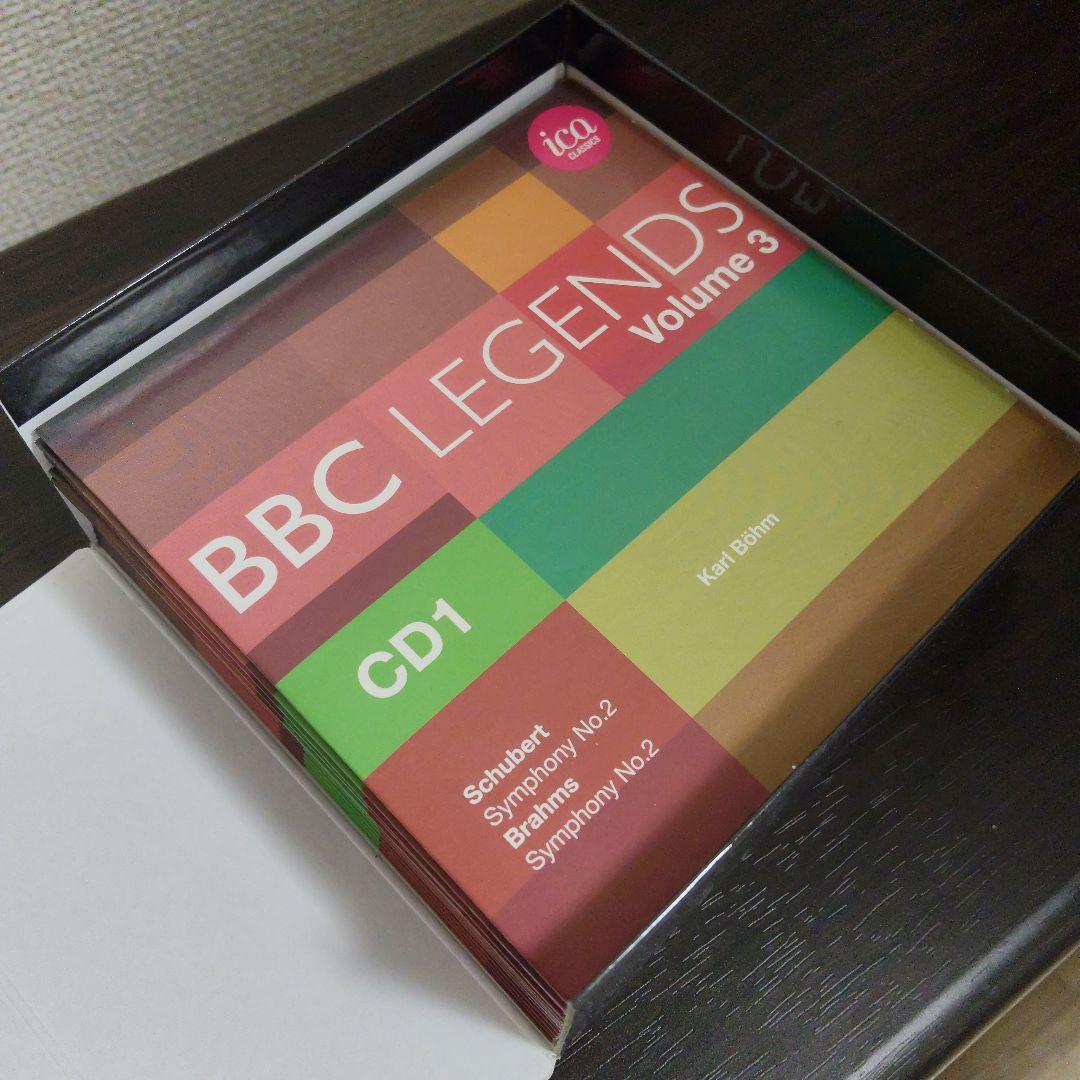 ica
CLASSICS
BBC LEGENDS
Volume 3
CD1
Karl Böhm
Schubert
Symphony No.2
Brahms
Symphony No.2